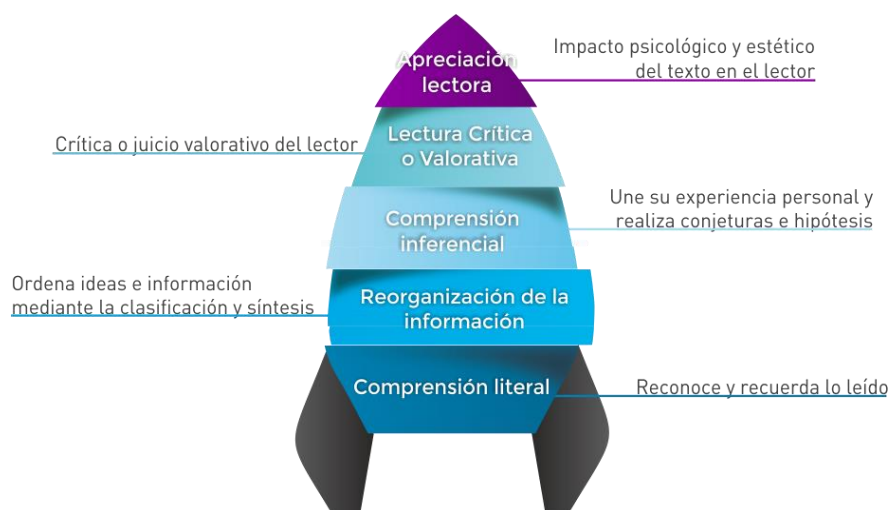 Apreciación
lectora
Impacto psicológico y estético
del texto en el lector
Lectura Crítica
o Valorativa
Crítica o juicio valorativo del lector
Comprensión
inferencial
Une su experiencia personal y
realiza conjeturas e hipótesis
Reorganización de la
información
Ordena ideas e información
mediante la clasificación y síntesis
Comprensión literal
Reconoce y recuerda lo leído